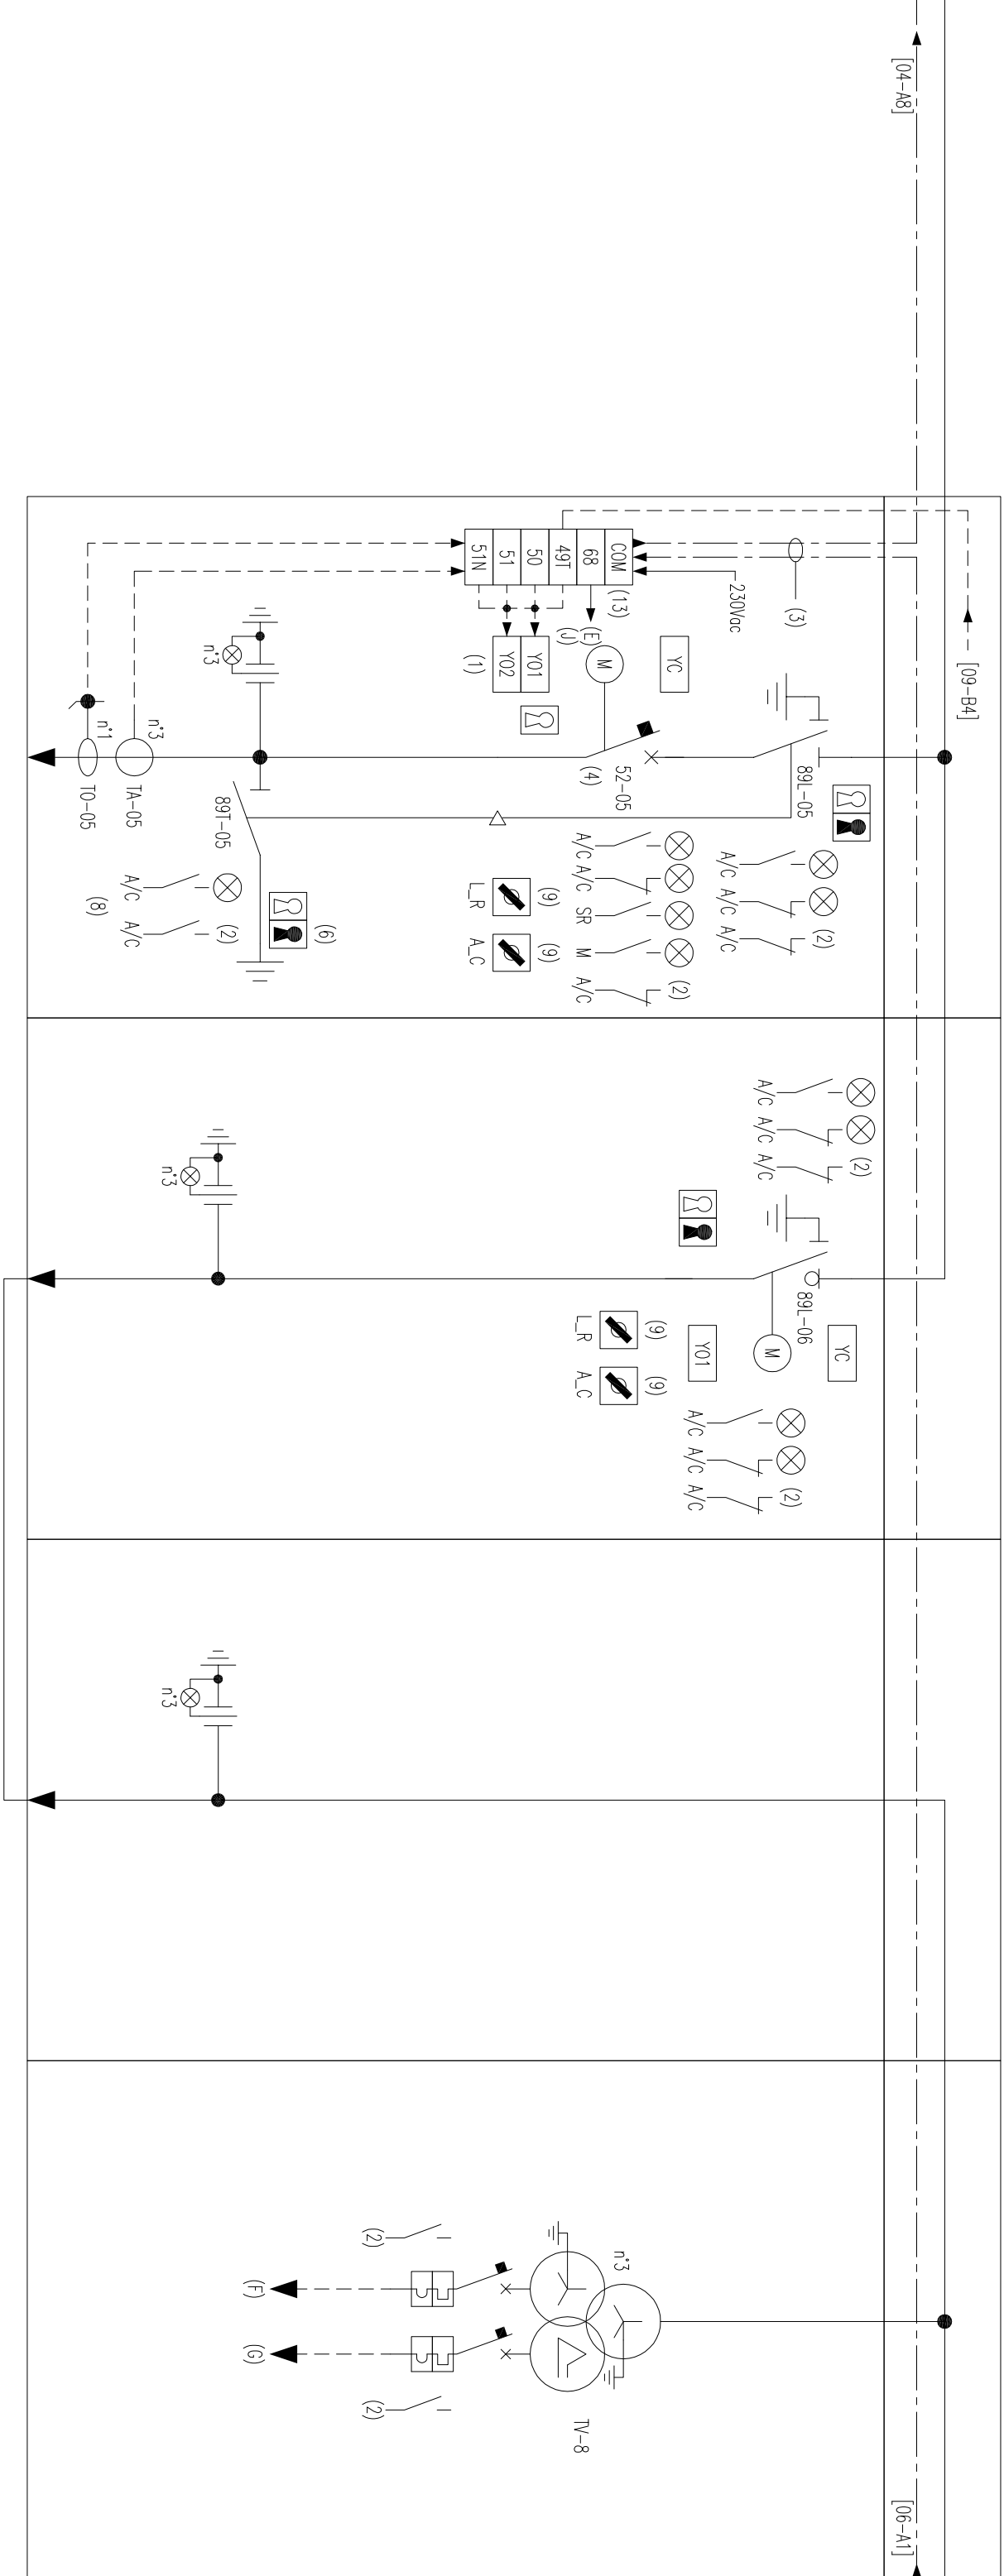 [04-A8]
[09-B4]
230Vac
(3)
COM
68
49T
50
51
51N
(13)
(E)
(J)
Y01
Y02
(1)
M
YC
52-05
(4)
89L-05
A/C A/C A/C
(2)
A/C A/C SR M A/C
(2)
(9)
L_R
(9)
A_C
n°3
89T-05
(6)
A/C A/C
(2)
(8)
n°3
TA-05
n°1
TO-05
A/C A/C A/C
(2)
89L-06
M
YC
Y01
(9)
L_R
(9)
A_C
A/C A/C A/C
(2)
n°3
n°3
n°3
TV-8
(2)
(F)
(G)
(2)
[06-A1]